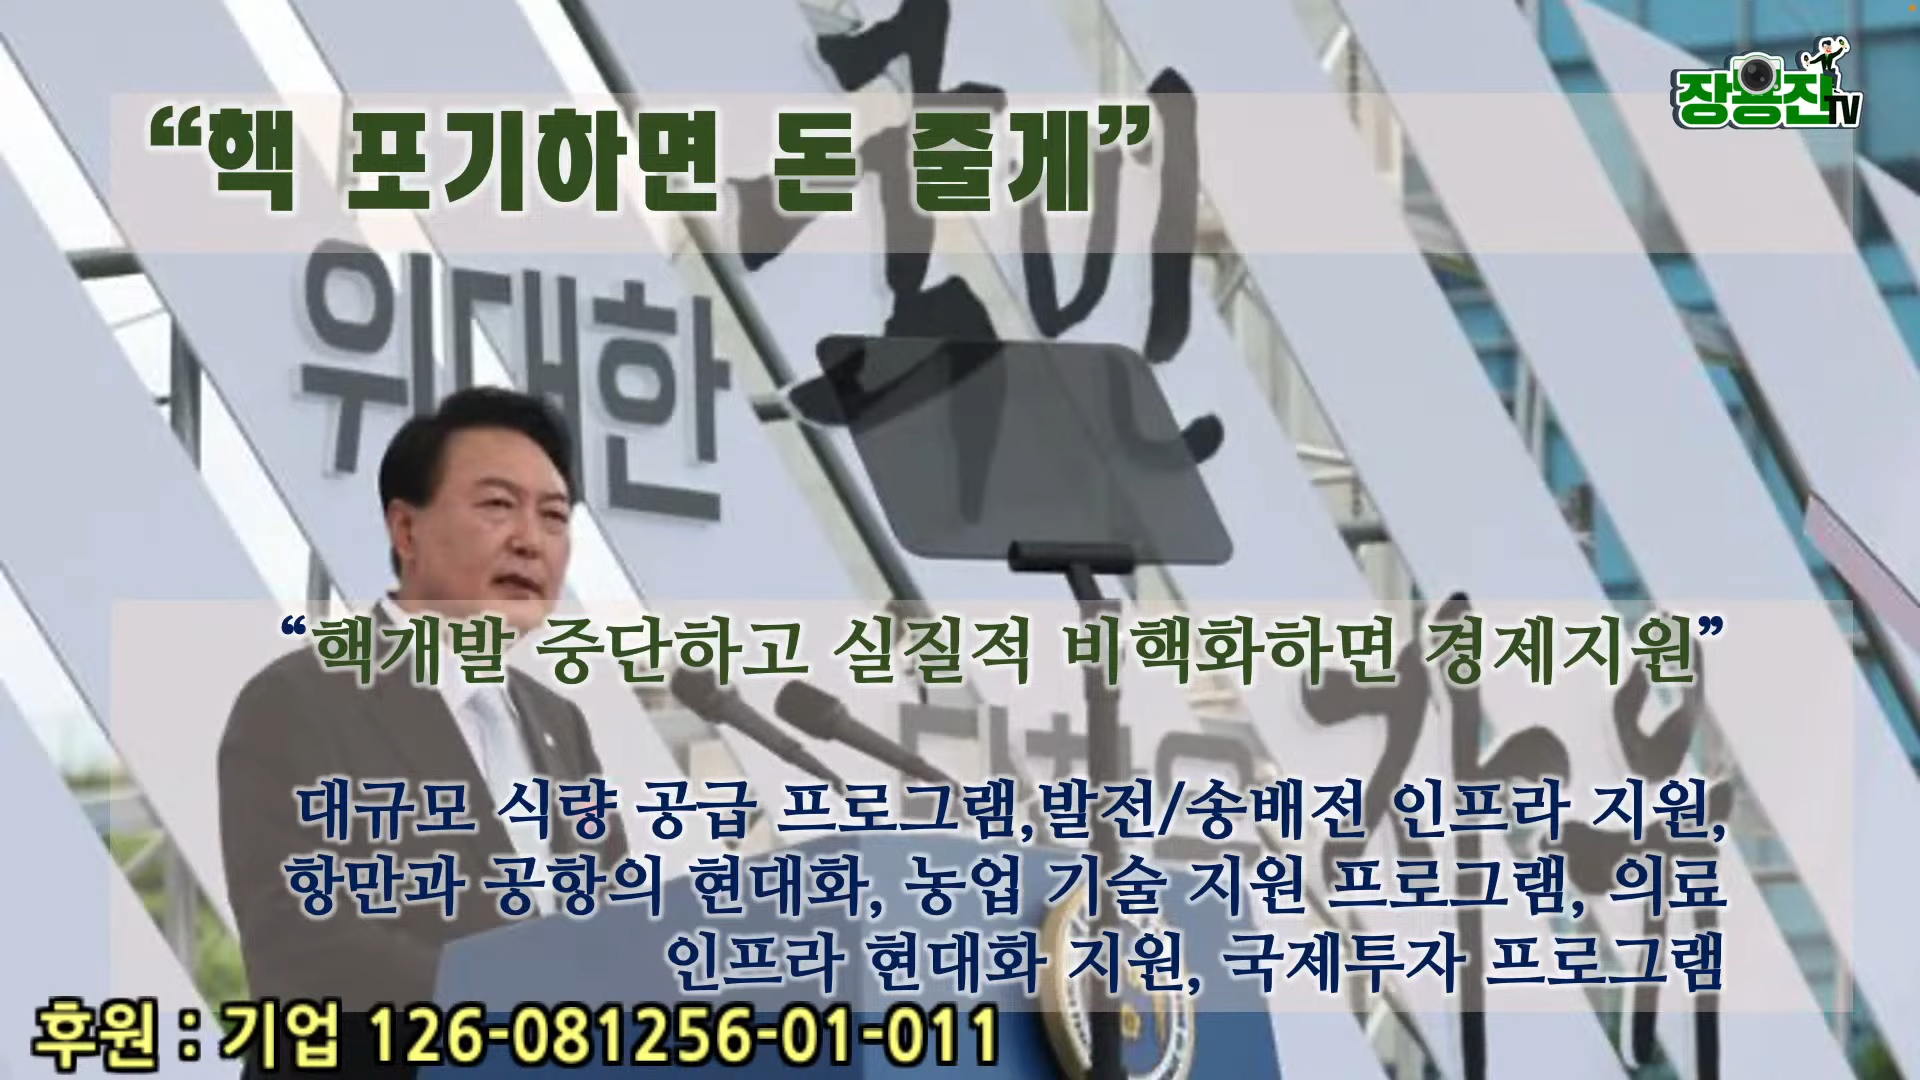 장용진TV
“핵 포기하면 돈 줄게”
위대한
국민
“핵개발 중단하고 실질적 비핵화하면 경제지원”
대규모 식량 공급 프로그램,발전/송배전 인프라 지원,
항만과 공항의 현대화, 농업 기술 지원 프로그램, 의료
인프라 현대화 지원, 국제투자 프로그램
후원 : 기업 126-081256-01-011